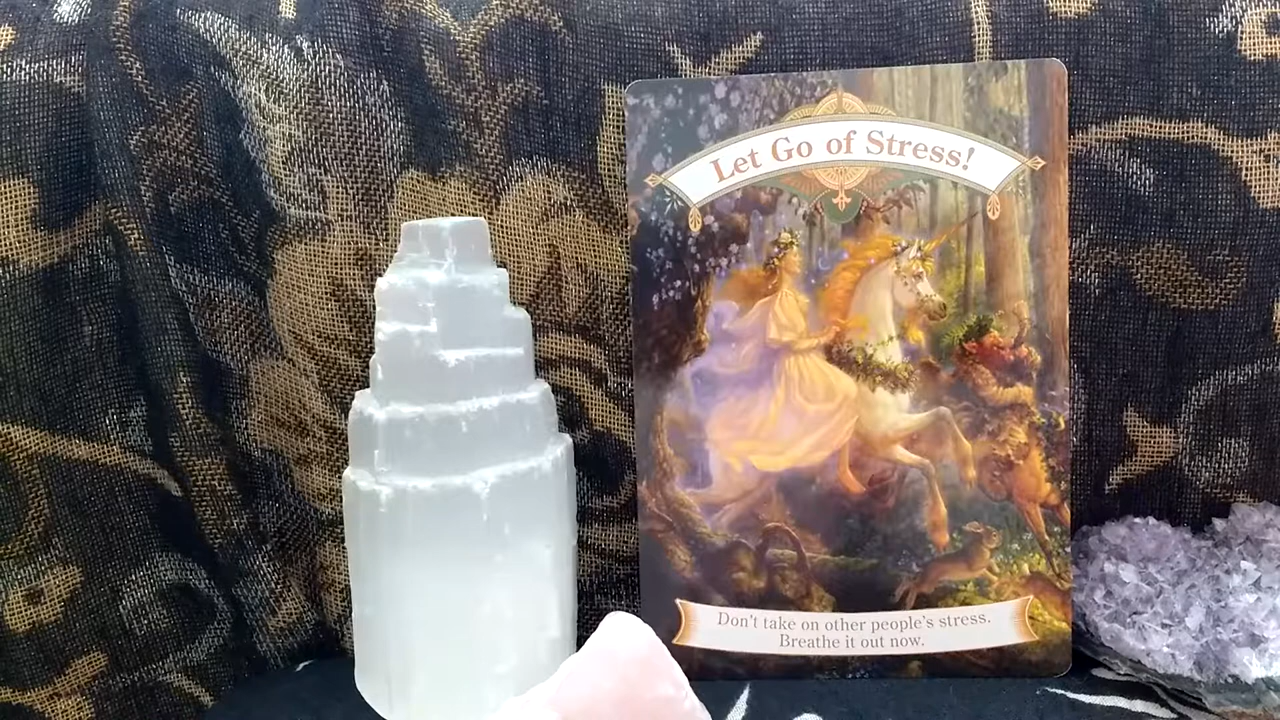 Let Go of Stress!
Don't take on other people's stress.
Breathe it out now.